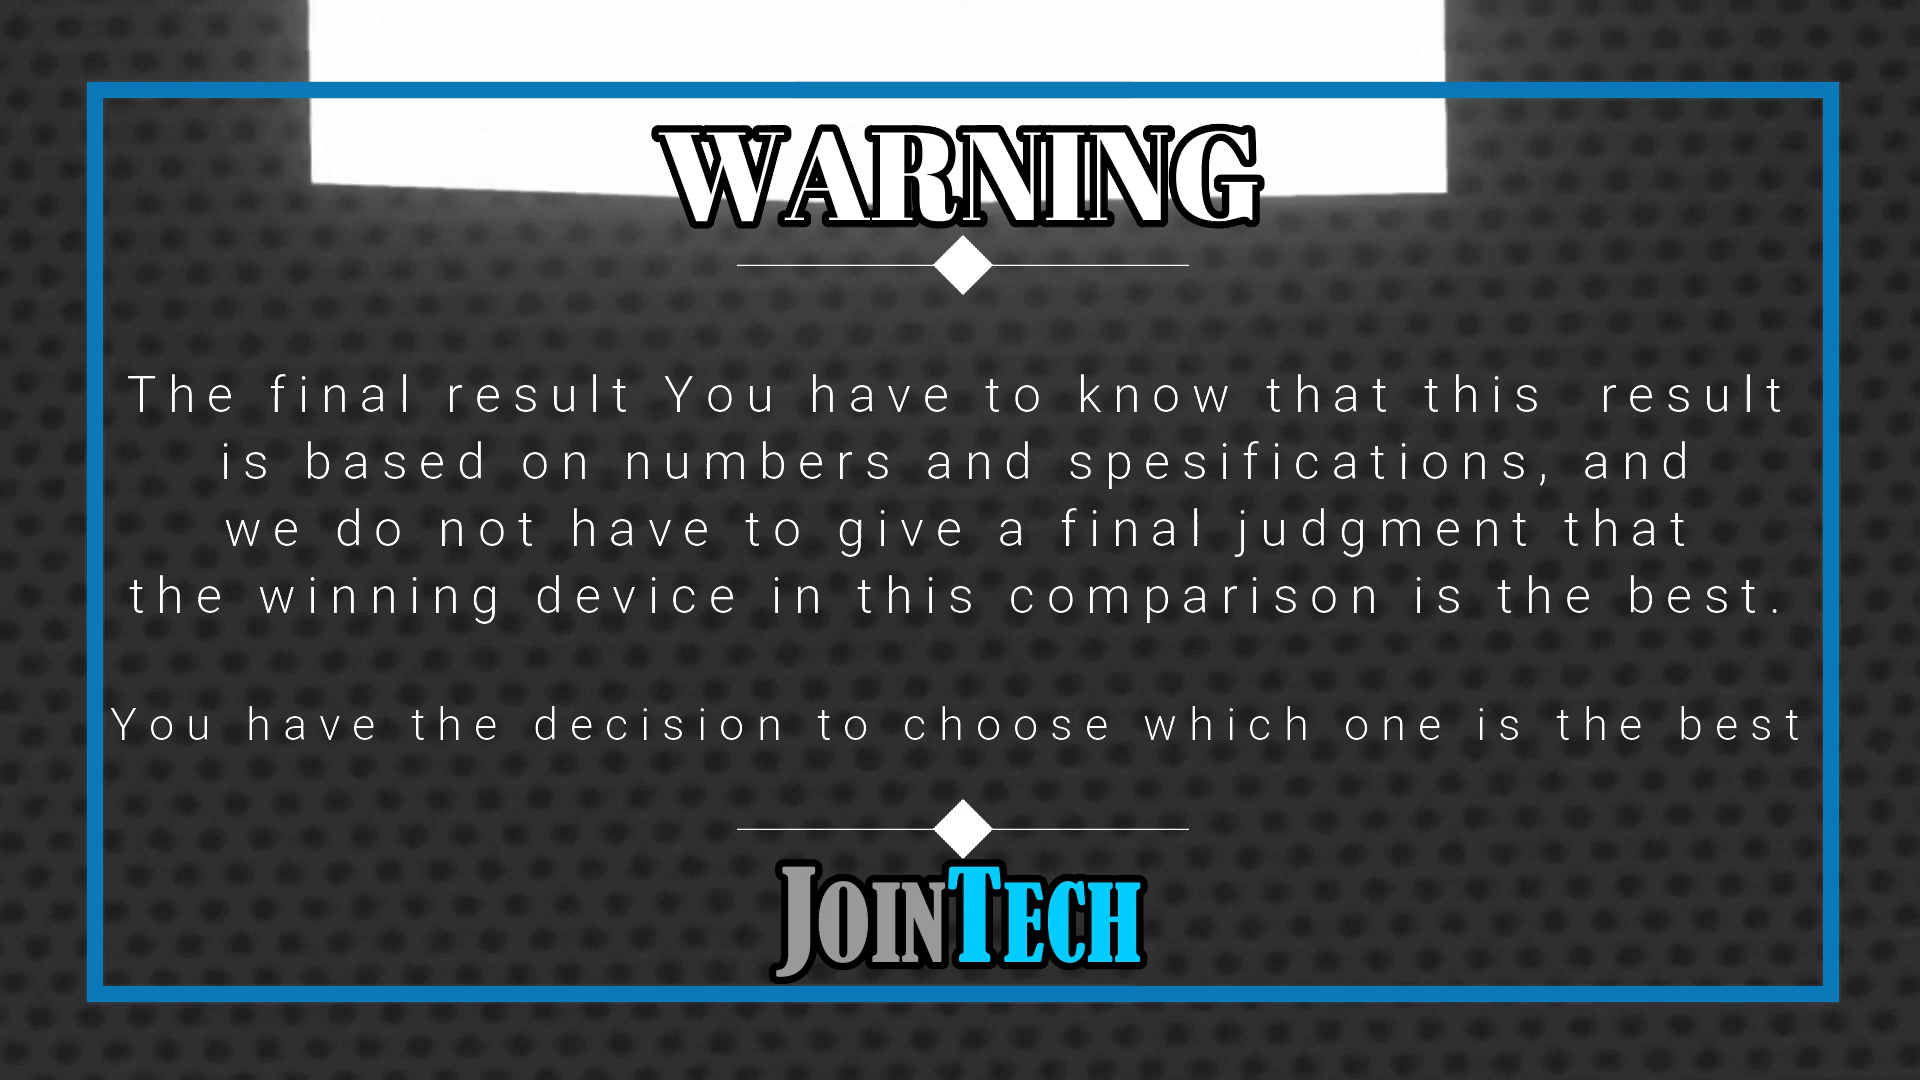 WARNING
The final result You have to know that this result
is based on numbers and spesifications, and
we do not have to give a final judgment that
the winning device in this comparison is the best.
You have the decision to choose which one is the best
JOINTECH